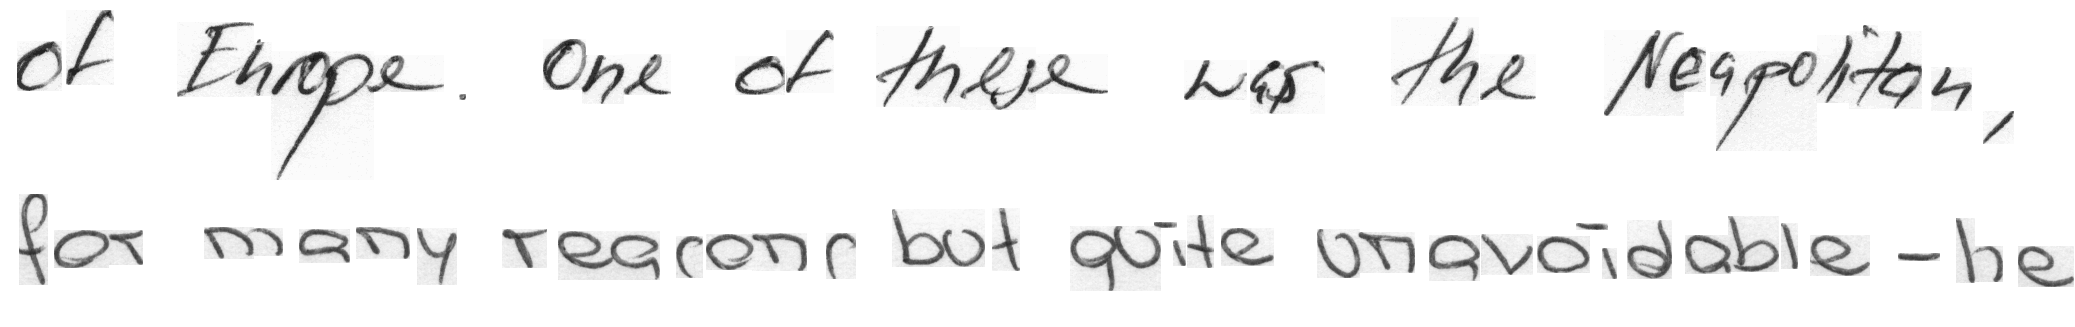 of Europe. One of these was the Neapolitan,
for many reasons but quite unavoidable - he